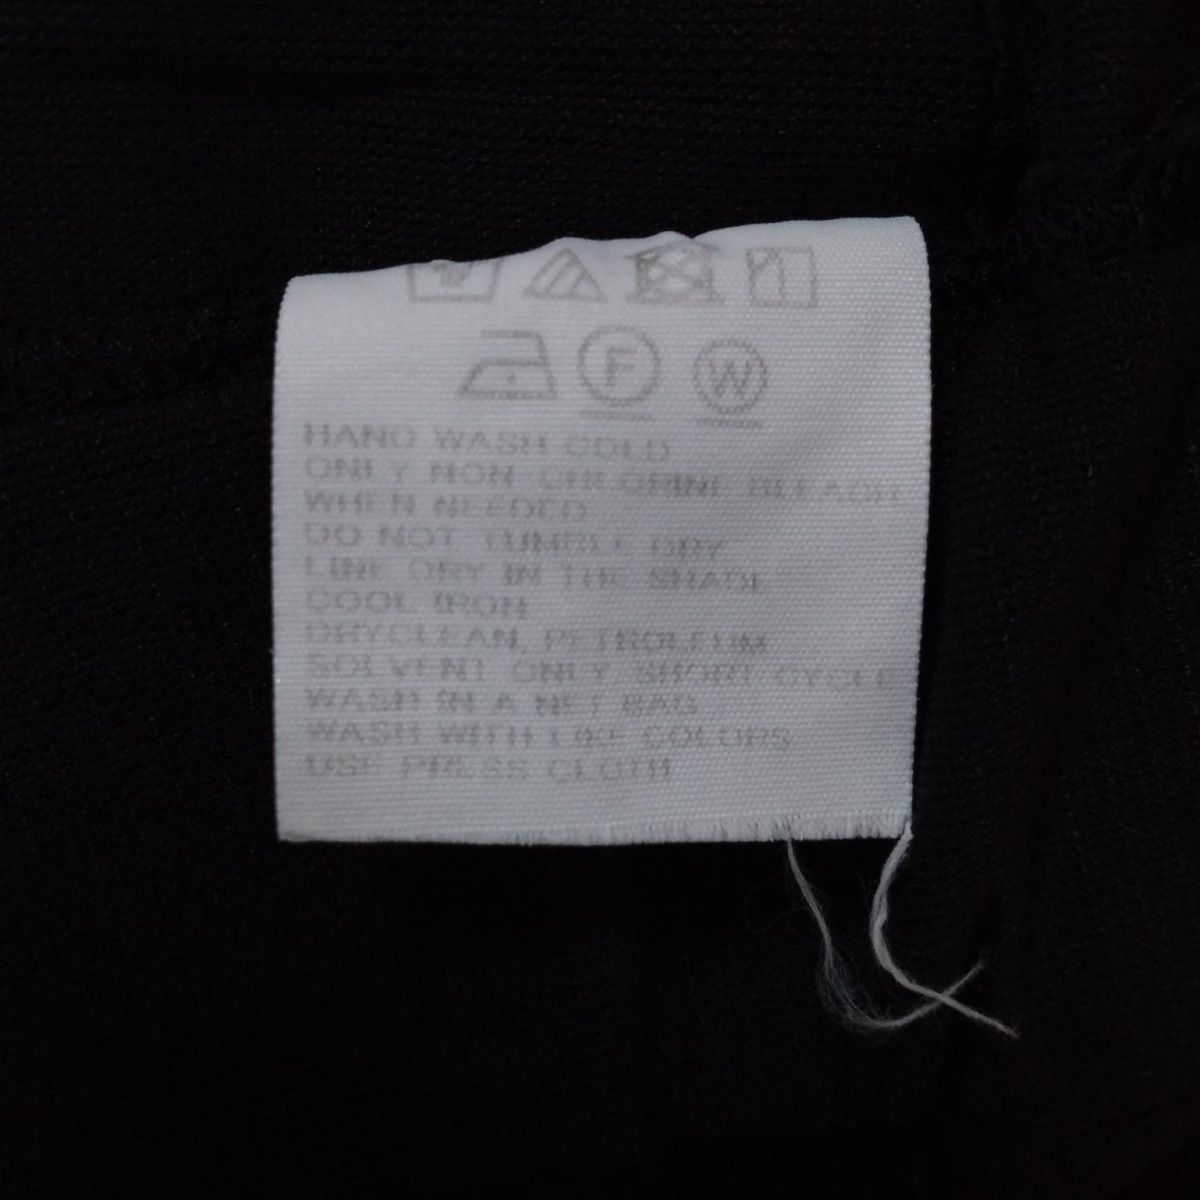 F W
HAND WASH COLD
ONLY NON CHLORINE BLEACH
WHEN NEEDED
DO NOT TUMBLE DRY
LINE DRY IN THE SHADE
COOL IRON
DRYCLEAN, PETROLEUM
SOLVENT ONLY, SHORT CYCLE
WASH IN A NET BAG
WASH WITH LIKE COLORS
USE PRESS CLOTH